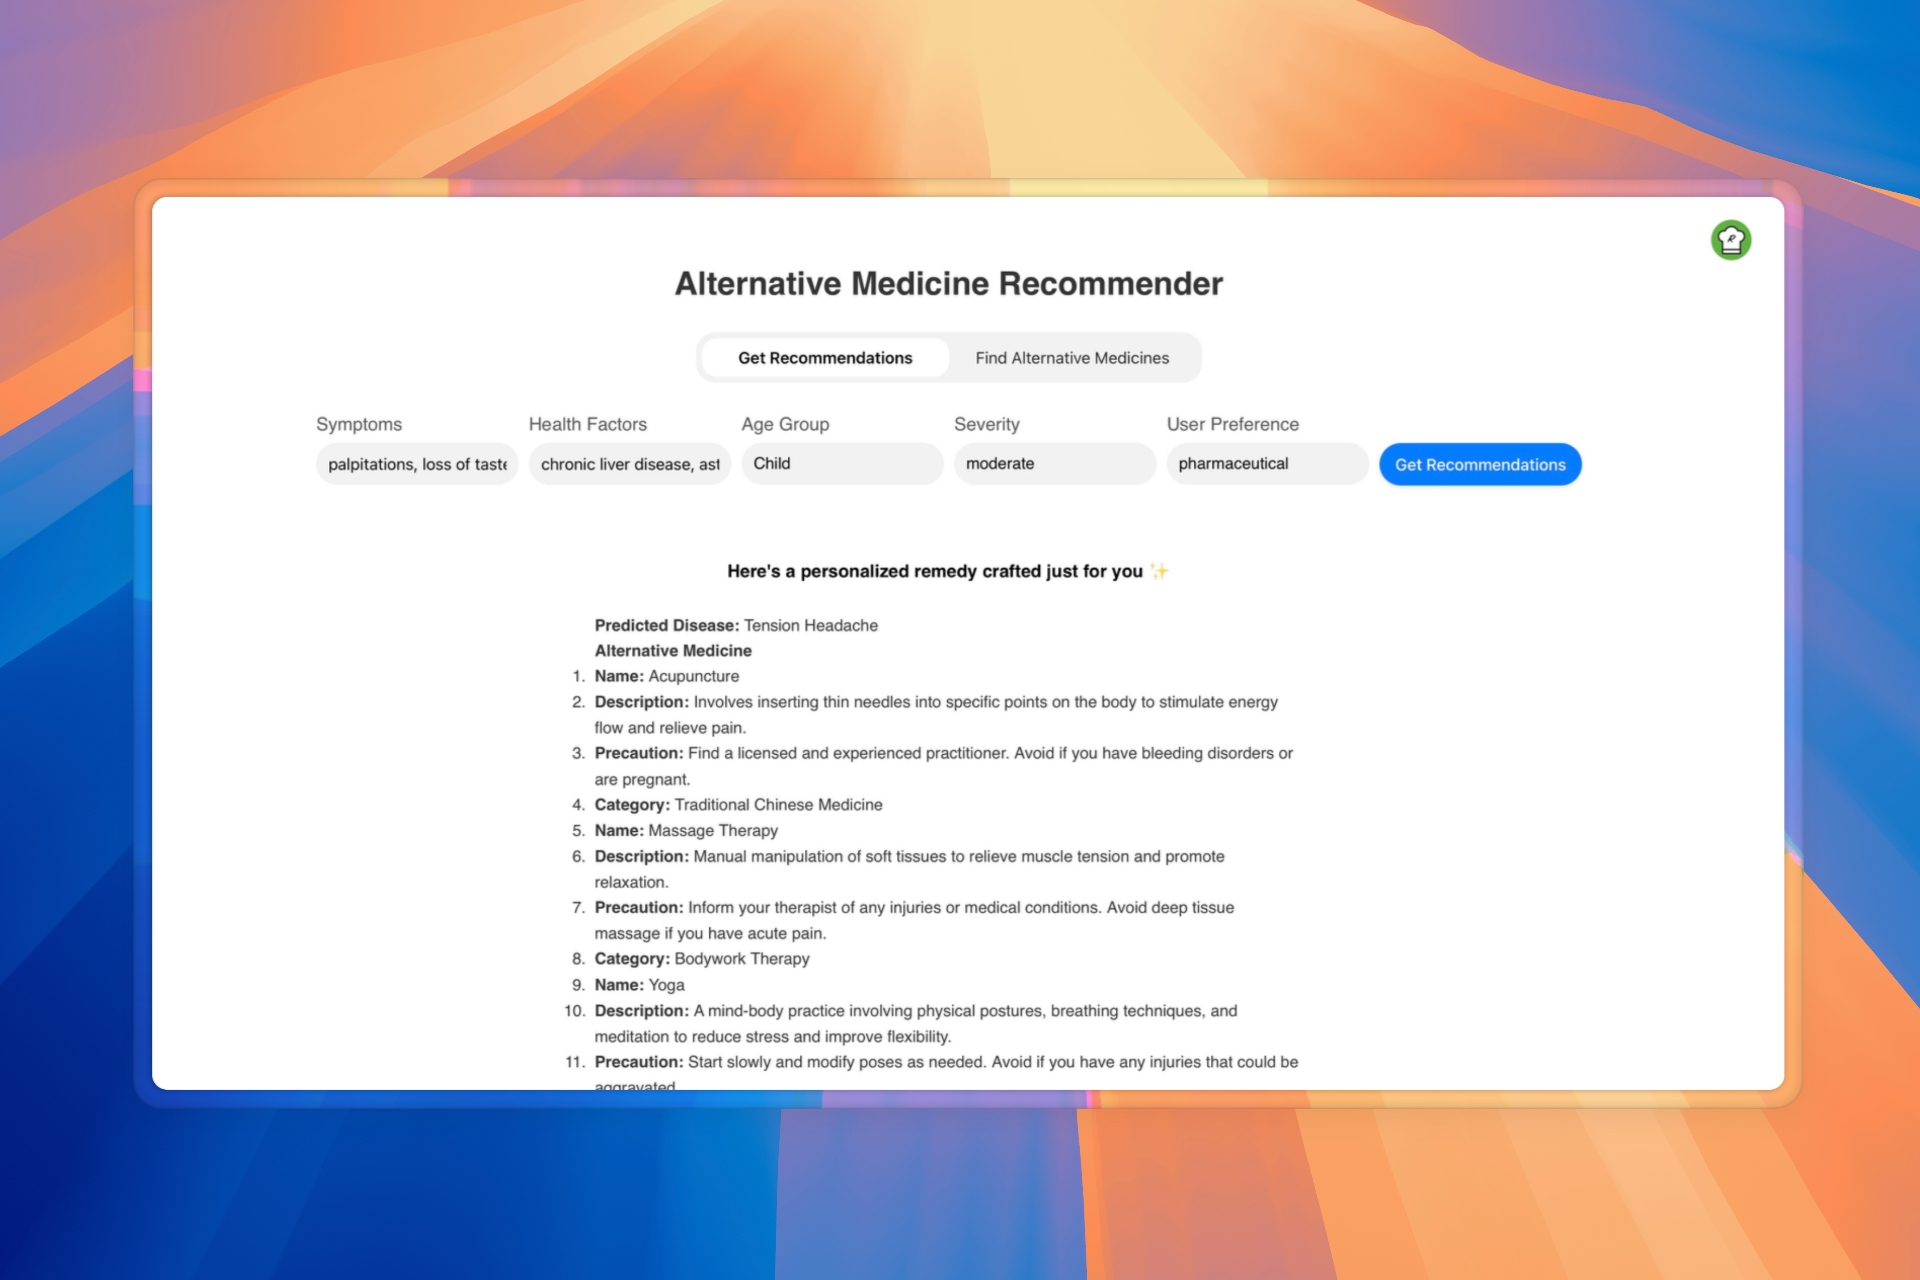 Alternative Medicine Recommender
Get Recommendations
Find Alternative Medicines
Symptoms
Health Factors
Age Group
Severity
User Preference
palpitations, loss of taste
chronic liver disease, ast
Child
moderate
pharmaceutical
Get Recommendations
Here's a personalized remedy crafted just for you ✨
Predicted Disease: Tension Headache
Alternative Medicine
1. Name: Acupuncture
2. Description: Involves inserting thin needles into specific points on the body to stimulate energy
flow and relieve pain.
3. Precaution: Find a licensed and experienced practitioner. Avoid if you have bleeding disorders or
are pregnant.
4. Category: Traditional Chinese Medicine
5. Name: Massage Therapy
6. Description: Manual manipulation of soft tissues to relieve muscle tension and promote
relaxation.
7. Precaution: Inform your therapist of any injuries or medical conditions. Avoid deep tissue
massage if you have acute pain.
8. Category: Bodywork Therapy
9. Name: Yoga
10. Description: A mind-body practice involving physical postures, breathing techniques, and
meditation to reduce stress and improve flexibility.
11. Precaution: Start slowly and modify poses as needed. Avoid if you have any injuries that could be
aggravated.